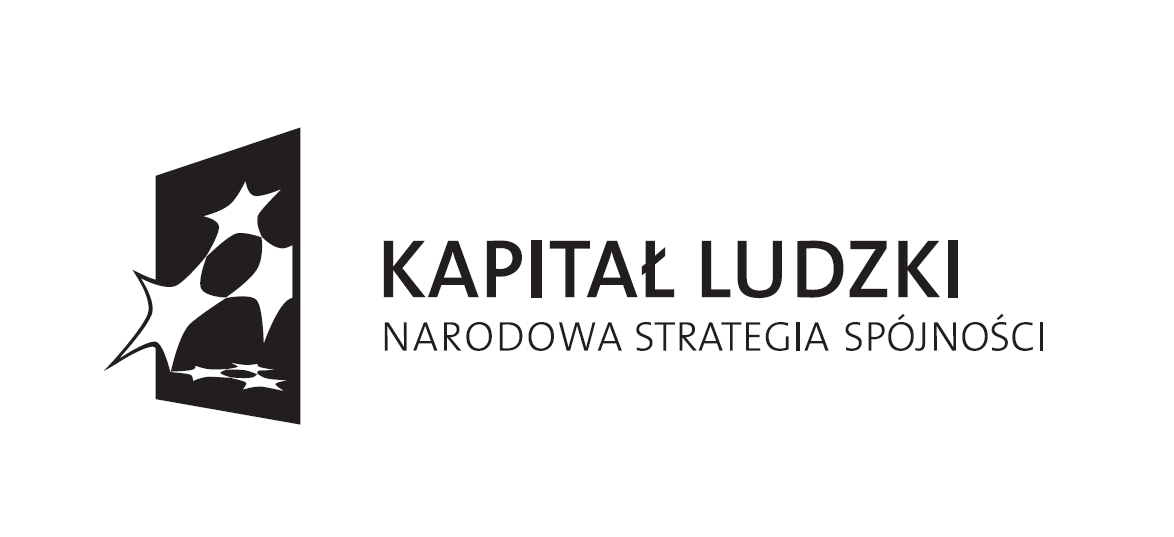 KAPITAŁ LUDZKI
NARODOWA STRATEGIA SPÓJNOŚCI